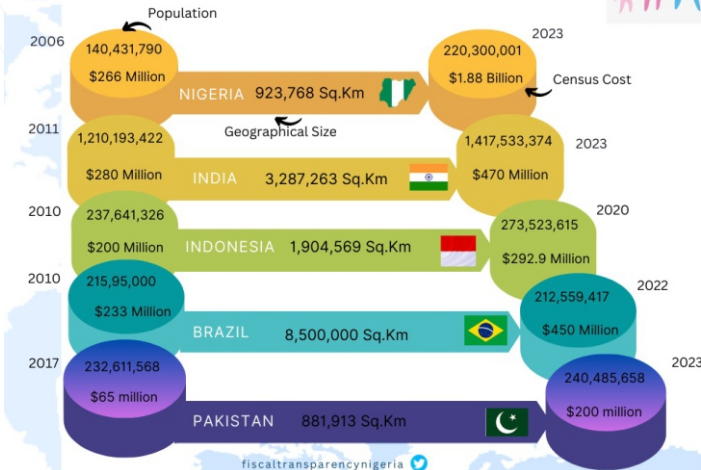 Population
2006
140,431,790
$266 Million
NIGERIA 923,768 Sq.Km
2023
220,300,001
$1.88 Billion
Census Cost
Geographical Size
2011
1,210,193,422
$280 Million
INDIA 3,287,263 Sq.Km
1,417,533,374
$470 Million
2023
2010
237,641,326
$200 Million
INDONESIA 1,904,569 Sq.Km
273,523,615
$292.9 Million
2020
2010
215,95,000
$233 Million
BRAZIL 8,500,000 Sq.Km
212,559,417
$450 Million
2022
2017
232,611,568
$65 million
PAKISTAN 881,913 Sq.Km
240,485,658
$200 million
2023
fiscaltransparencynigeria